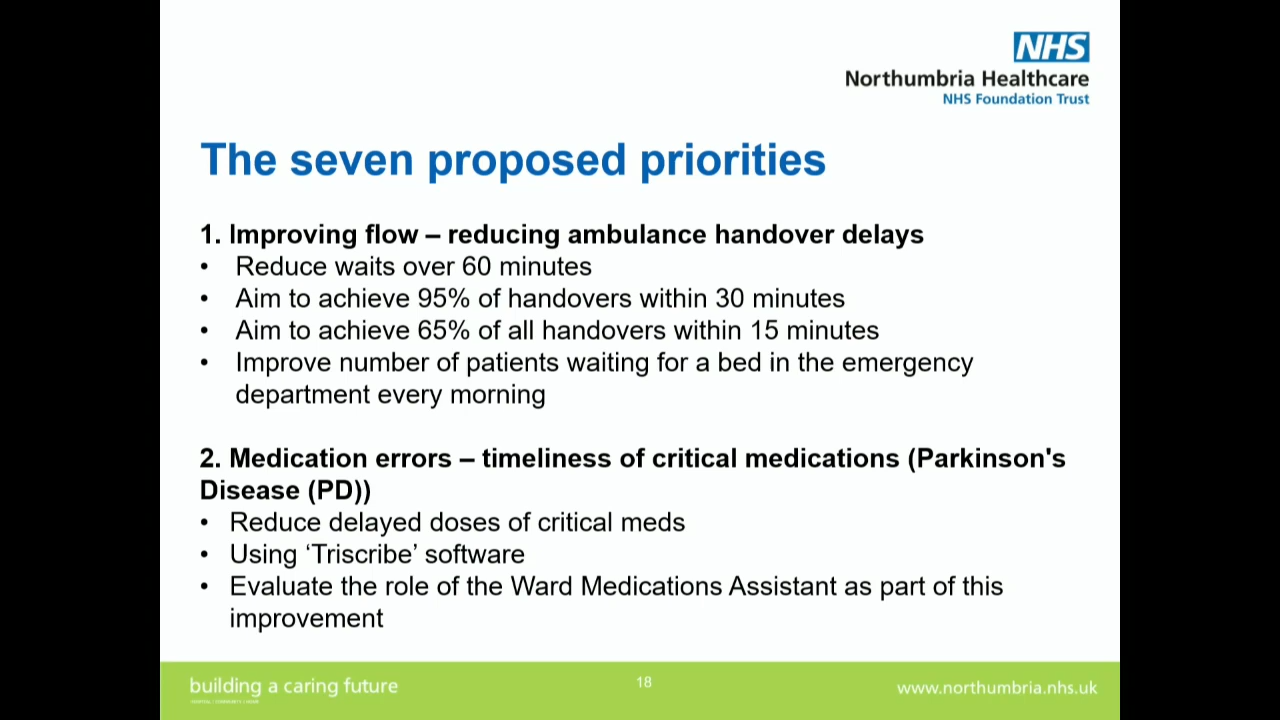 NHS
Northumbria Healthcare
NHS Foundation Trust
The seven proposed priorities
1. Improving flow – reducing ambulance handover delays
• Reduce waits over 60 minutes
• Aim to achieve 95% of handovers within 30 minutes
• Aim to achieve 65% of all handovers within 15 minutes
• Improve number of patients waiting for a bed in the emergency
department every morning
2. Medication errors – timeliness of critical medications (Parkinson's
Disease (PD))
• Reduce delayed doses of critical meds
• Using ‘Triscribe’ software
• Evaluate the role of the Ward Medications Assistant as part of this
improvement
building a caring future
18
www.northumbria.nhs.uk